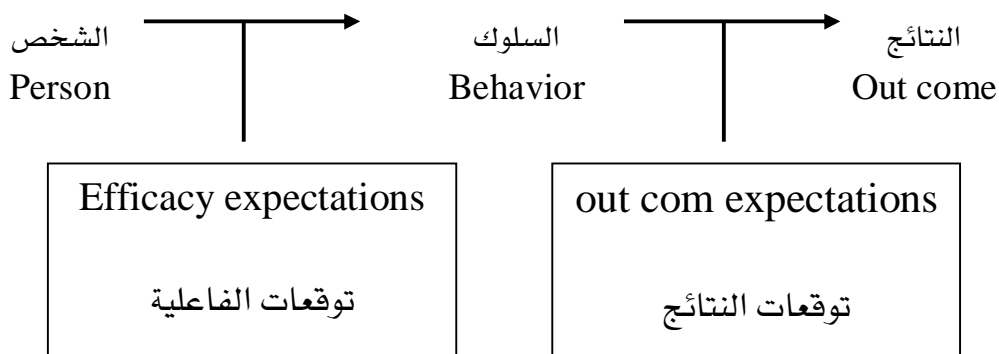 الشخص
السلوك
النتائج
Person
Behavior
Out come
Efficacy expectations
توقعات الفاعلية
out com expectations
توقعات النتائج